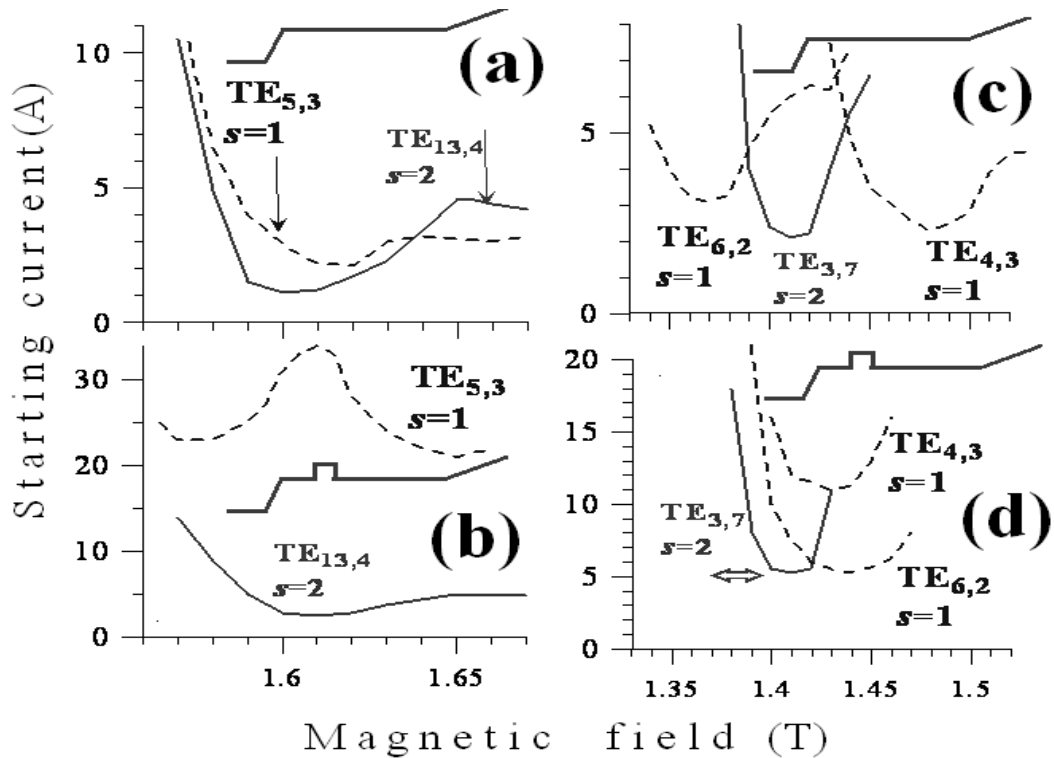 Starting current(A)
10
5
0
(a)
TE5,3
s=1
TE13,4
s=2
30
20
10
0
TE5,3
s=1
(b)
TE13,4
s=2
1.6
1.65
5
0
(c)
TE6,2
s=1
TE3,7
s=2
TE4,3
s=1
20
15
10
5
0
TE4,3
s=1
TE3,7
s=2
(d)
TE6,2
s=1
1.35
1.4
1.45
1.5
Magnetic field (T)